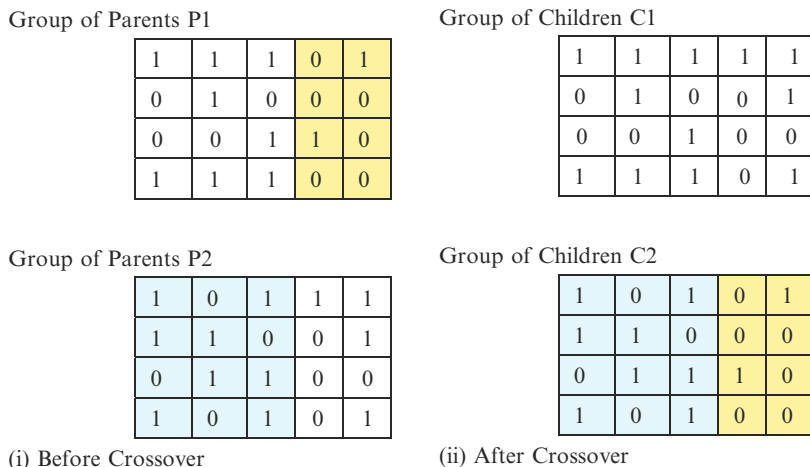 Group of Parents P1
1 1 1 0 1
0 1 0 0 0
0 0 1 1 0
1 1 1 0 0
Group of Children C1
1 1 1 1 1
0 1 0 0 1
0 0 1 0 0
1 1 1 0 1
Group of Parents P2
1 0 1 1 1
1 1 0 0 1
0 1 1 0 0
1 0 1 0 1
(i) Before Crossover
Group of Children C2
1 0 1 0 1
1 1 0 0 0
0 1 1 1 0
1 0 1 0 0
(ii) After Crossover